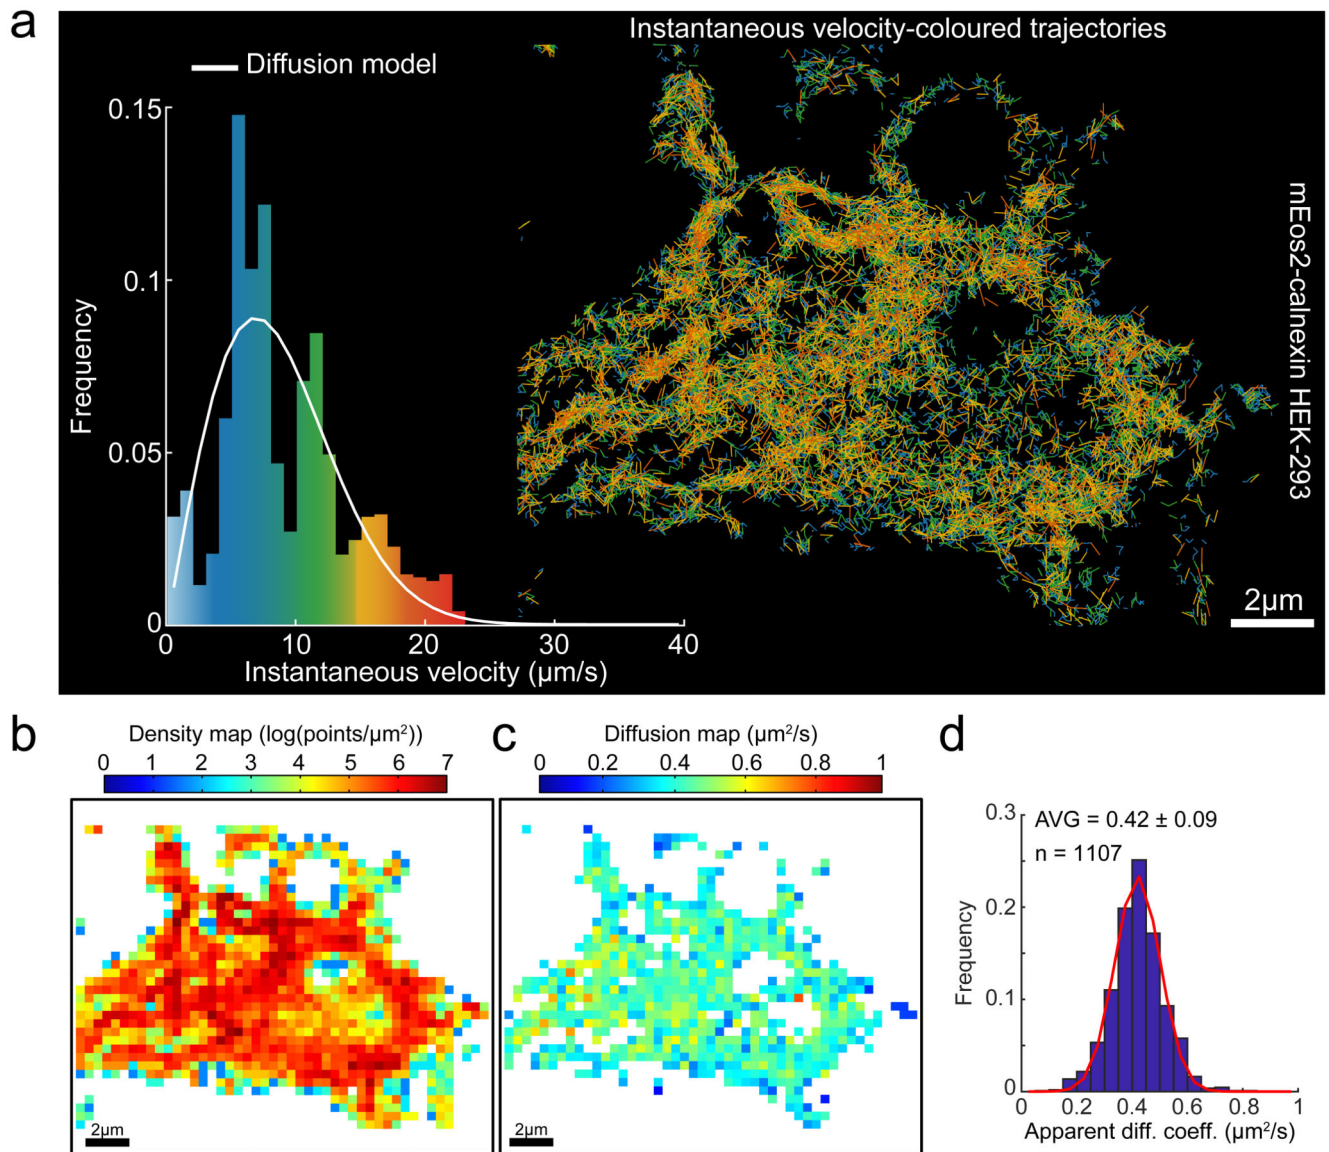 a
Instantaneous velocity-coloured trajectories
Diffusion model
0.15
0.1
0.05
0
Frequency
0 10 20 30 40
Instantaneous velocity (µm/s)
mEos2-calnexin HEK-293
2µm
b
Density map (log(points/µm²))
0 1 2 3 4 5 6 7
2µm
c
Diffusion map (µm²/s)
0 0.2 0.4 0.6 0.8 1
2µm
d
AVG = 0.42 ± 0.09
n = 1107
0.3
0.2
0.1
0
Frequency
0 0.2 0.4 0.6 0.8 1
Apparent diff. coeff. (µm²/s)